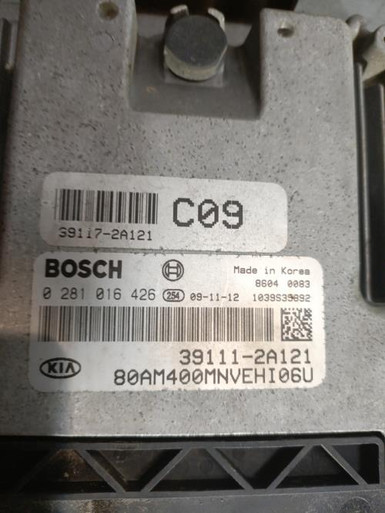 C09
39117-2A121
BOSCH
Made in Korea
8604 0083
0 281 016 426 254 09-11-12 1039S35692
39111-2A121
KIA
80AM400MNVEHI06U